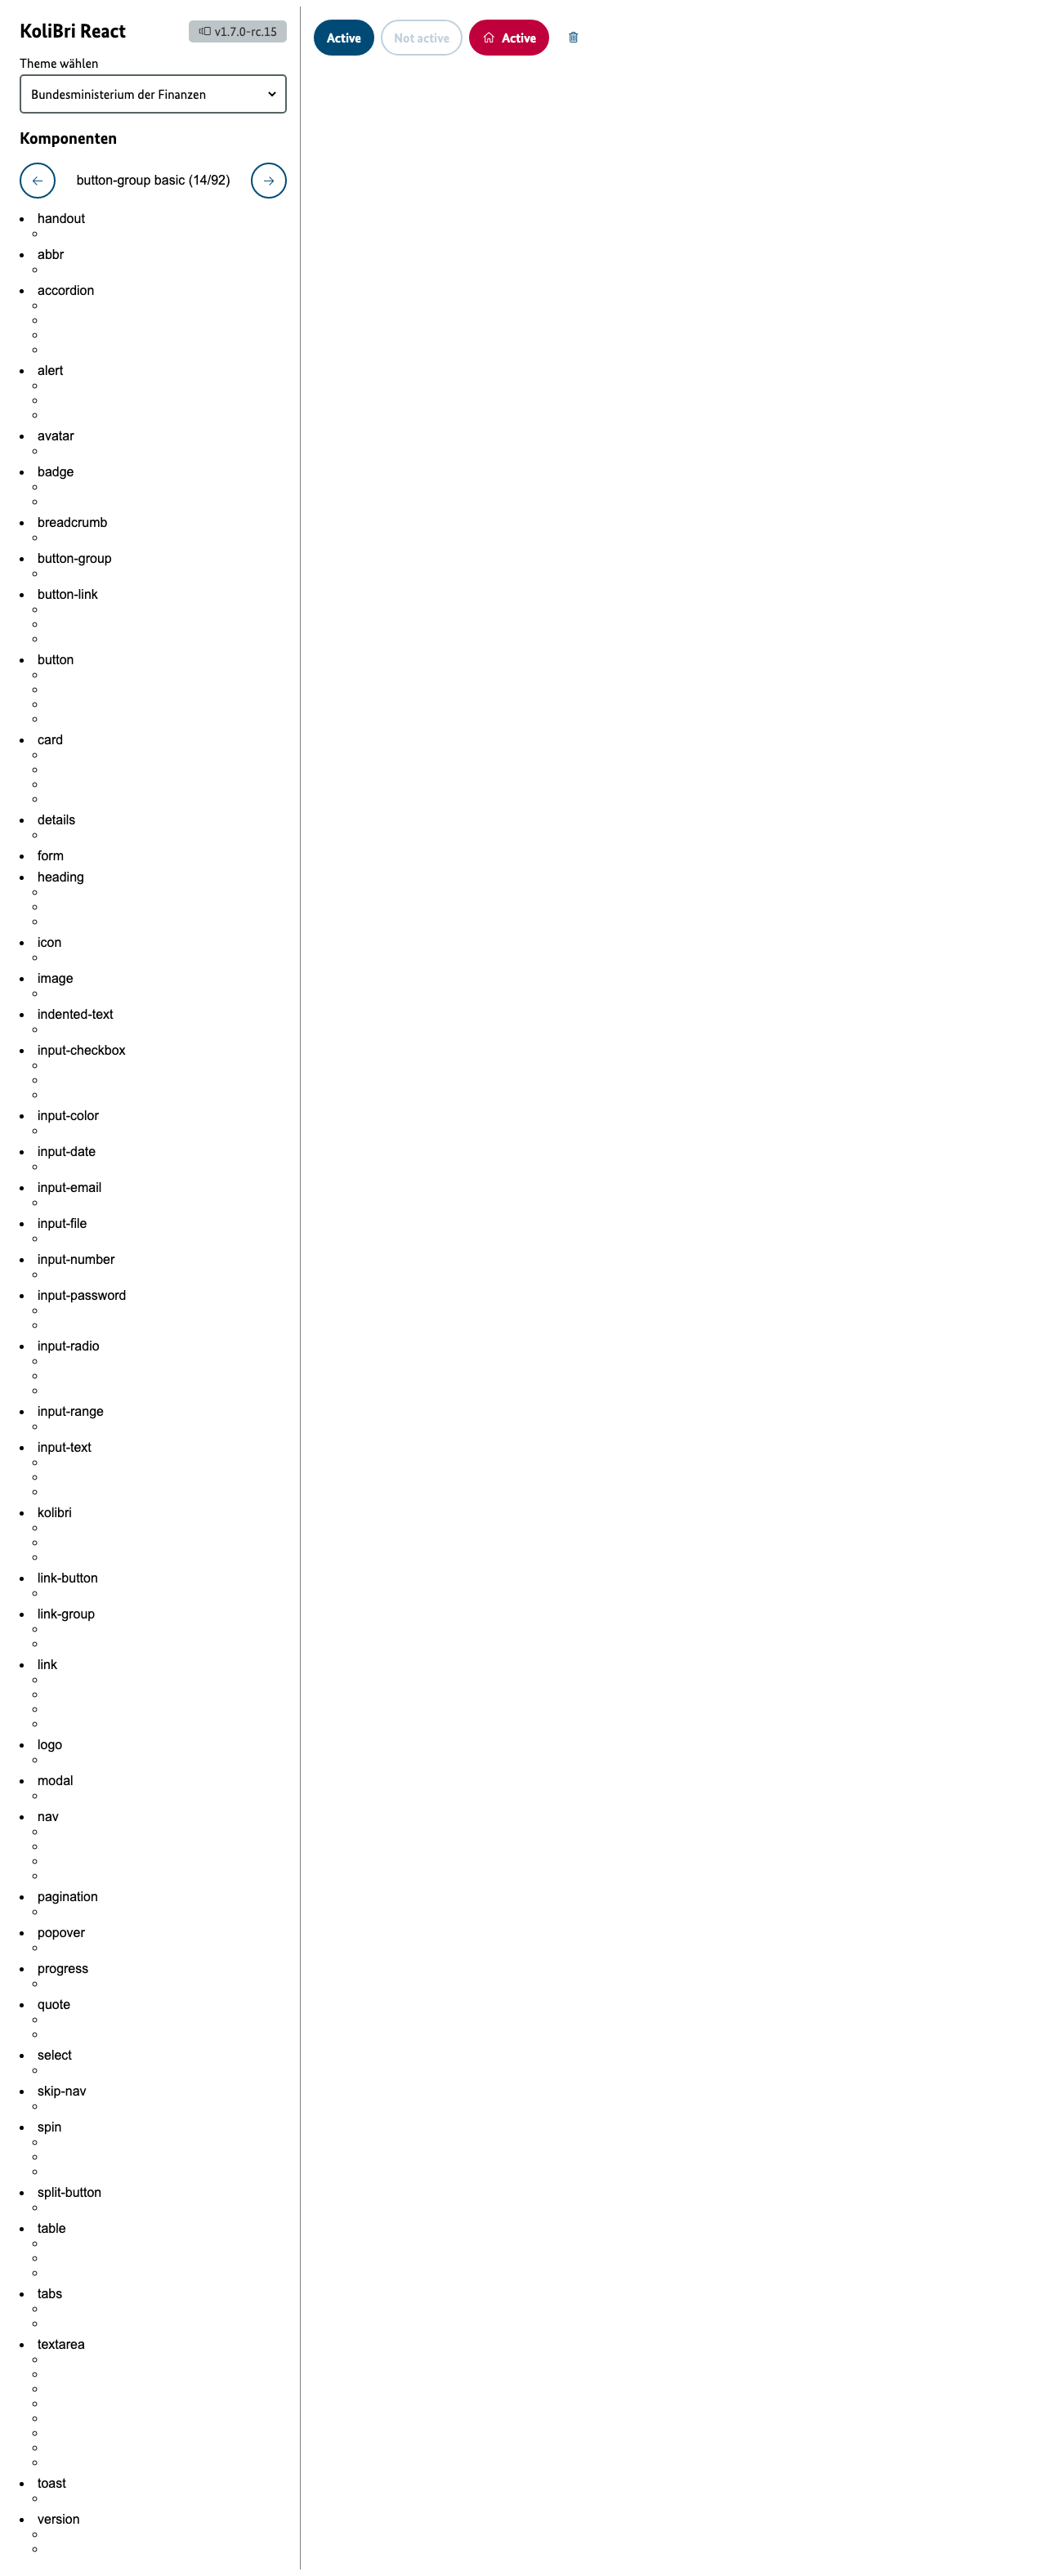 KoliBri React
v1.7.0-rc.15
Theme wählen
Bundesministerium der Finanzen
Komponenten
button-group basic (14/92)
handout
abbr
accordion
alert
avatar
badge
breadcrumb
button-group
button-link
button
card
details
form
heading
icon
image
indented-text
input-checkbox
input-color
input-date
input-email
input-file
input-number
input-password
input-radio
input-range
input-text
kolibri
link-button
link-group
link
logo
modal
nav
pagination
popover
progress
quote
select
skip-nav
spin
split-button
table
tabs
textarea
toast
version
Active
Not active
Active